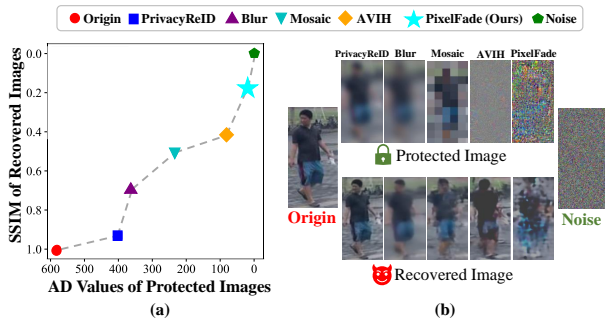 Origin PrivacyReID Blur Mosaic AVIH PixelFade (Ours) Noise
SSIM of Recovered Images
0.0
0.2
0.4
0.6
0.8
1.0
600 500 400 300 200 100 0
AD Values of Protected Images
(a)
PrivacyReID Blur Mosaic AVIH PixelFade
Protected Image
Origin
Noise
Recovered Image
(b)